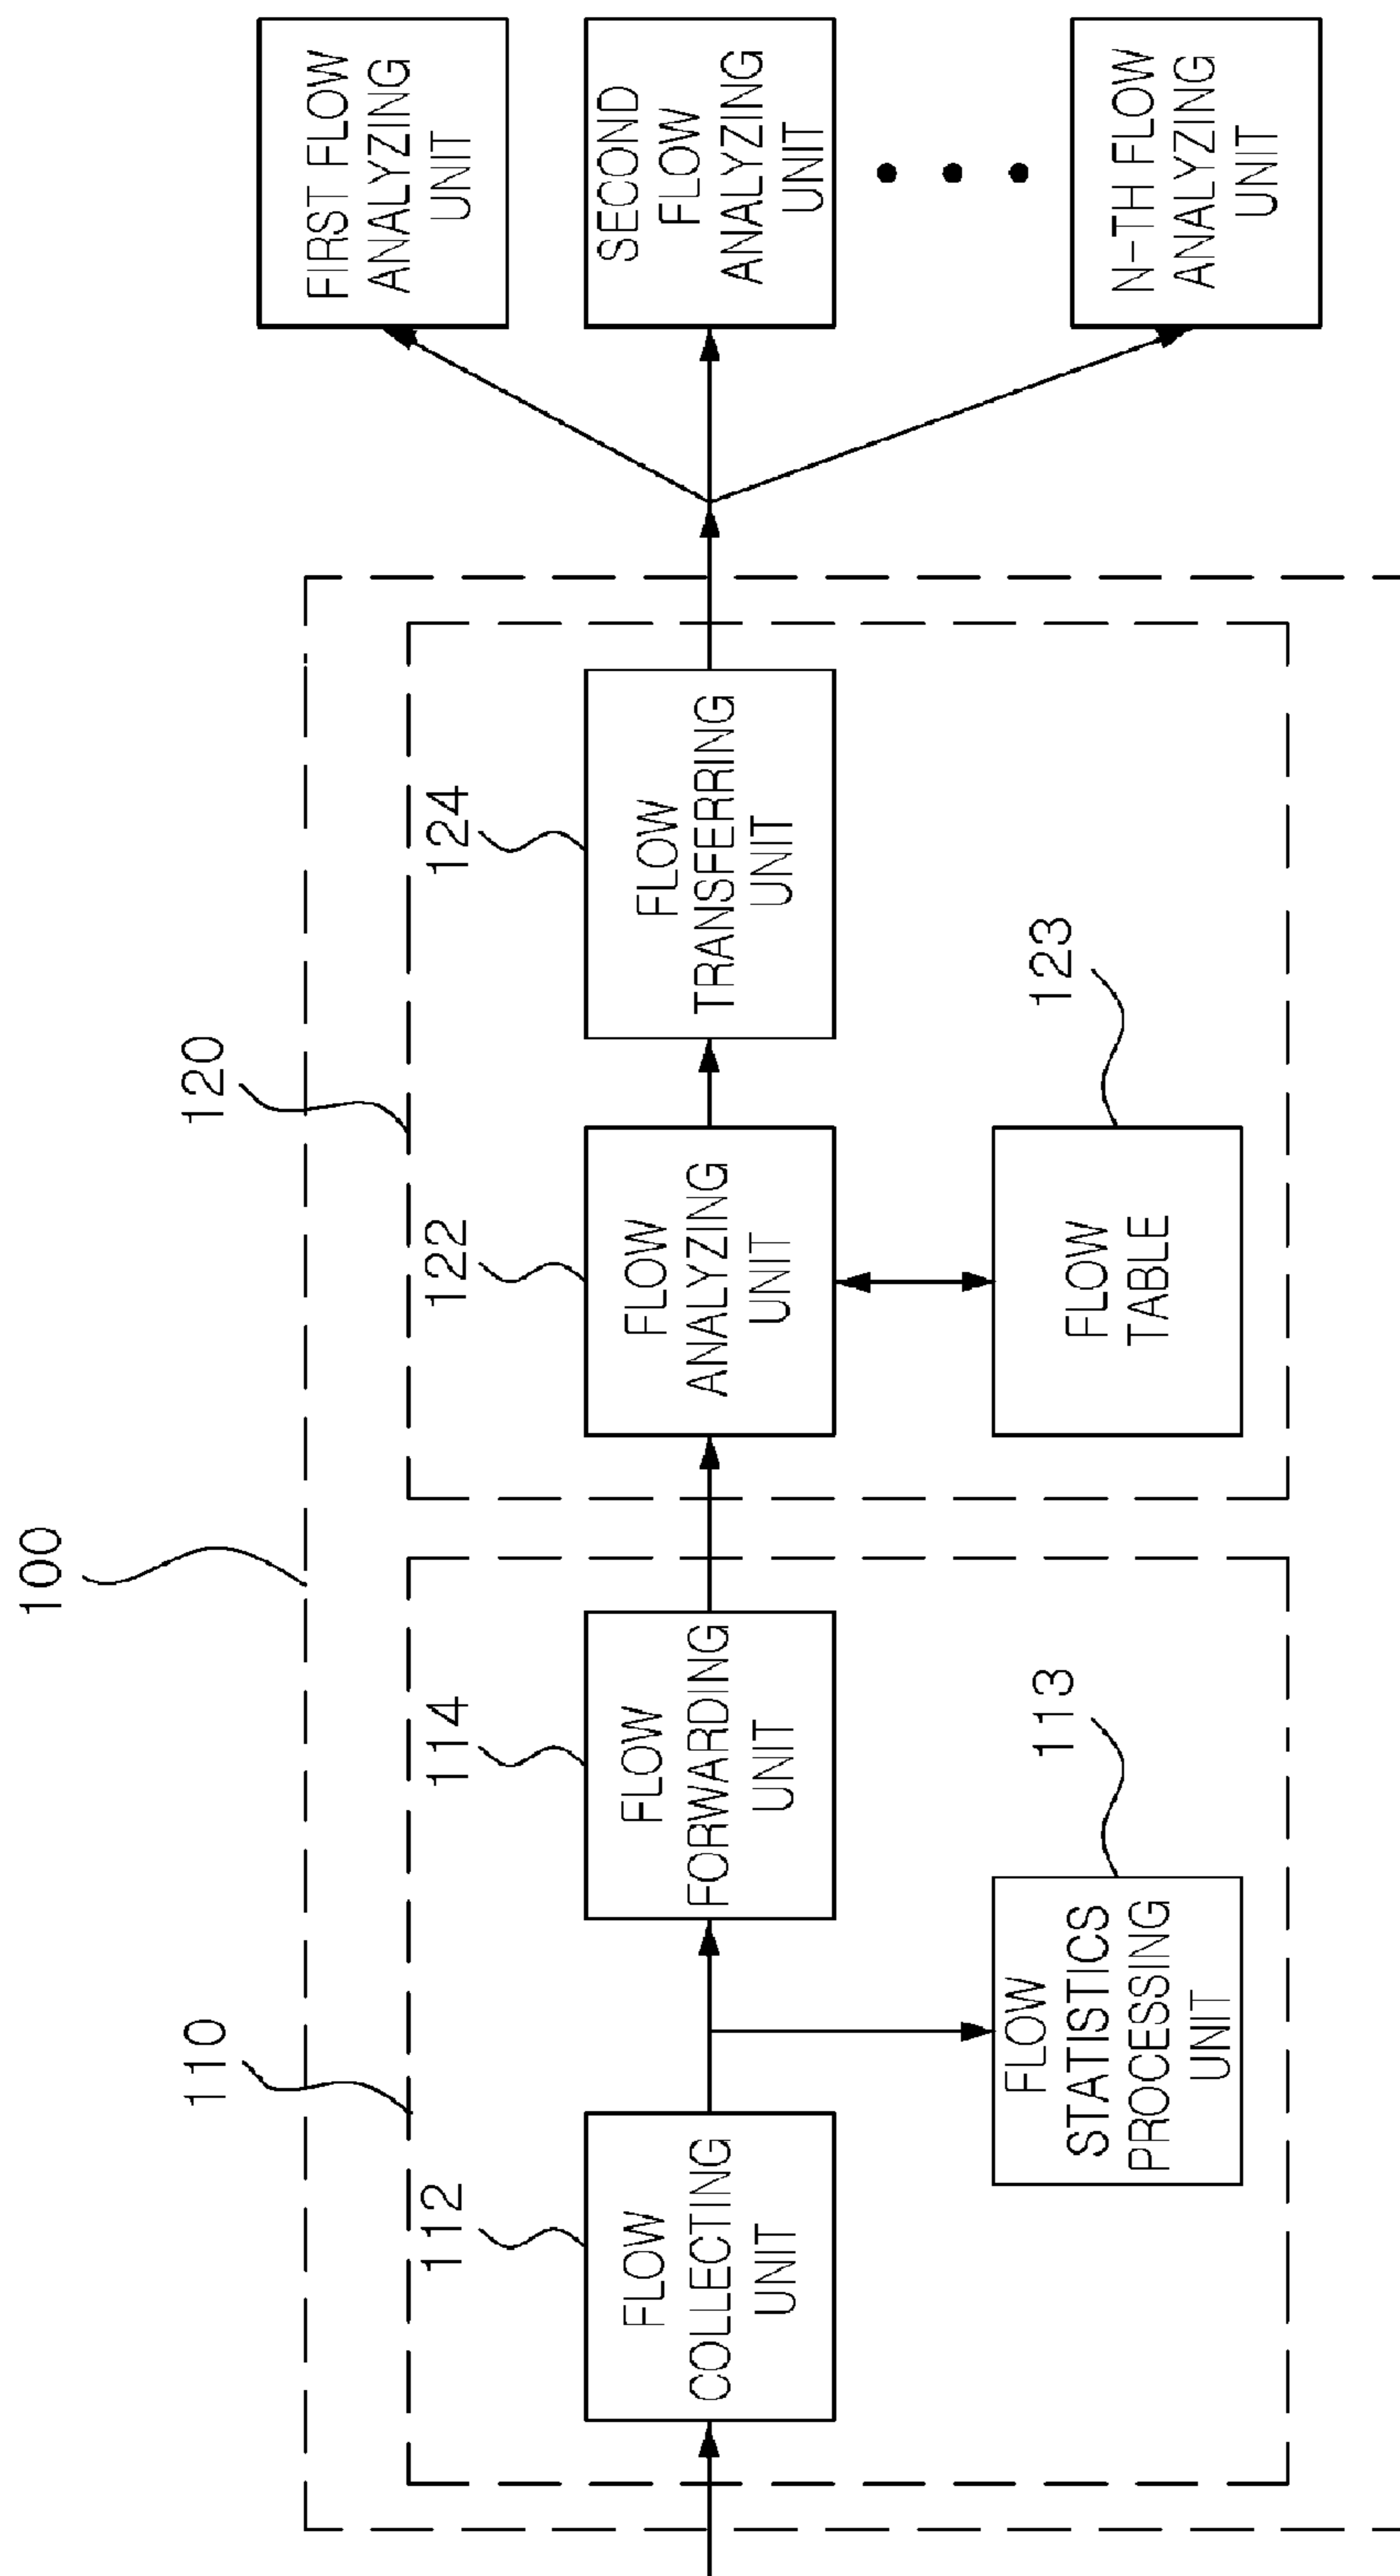 100
110
120
112
FLOW
COLLECTING
UNIT
114
FLOW
FORWARDING
UNIT
113
FLOW
STATISTICS
PROCESSING
UNIT
122
FLOW
ANALYZING
UNIT
124
FLOW
TRANSFERRING
UNIT
123
FLOW
TABLE
FIRST FLOW
ANALYZING
UNIT
SECOND
FLOW
ANALYZING
UNIT
N-TH FLOW
ANALYZING
UNIT